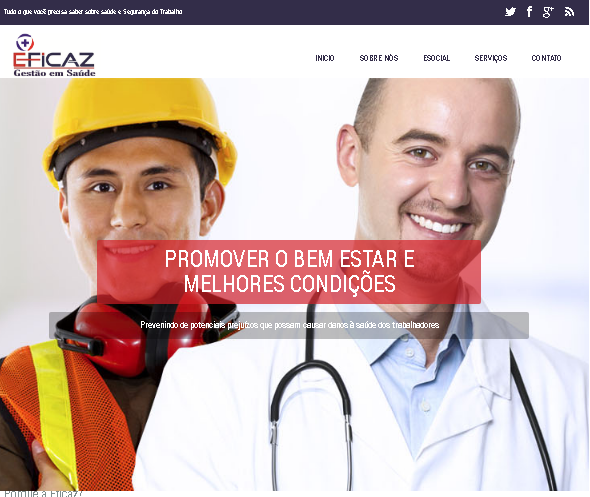 Tudo o que você precisa saber sobre saúde e Segurança do Trabalho
EFiCAZ
Gestão em Saúde
INICIO SOBRE NÓS ESOCIAL SERVIÇOS CONTATO
PROMOVER O BEM ESTAR E
MELHORES CONDIÇÕES
Prevenindo de potenciais prejuízos que possam causar danos à saúde dos trabalhadores
Porque a Eficaz?